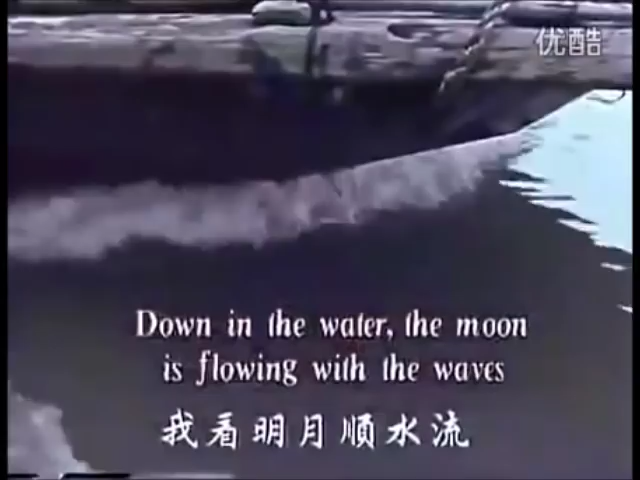 优酷
Down in the water, the moon
is flowing with the waves
我看明月顺水流